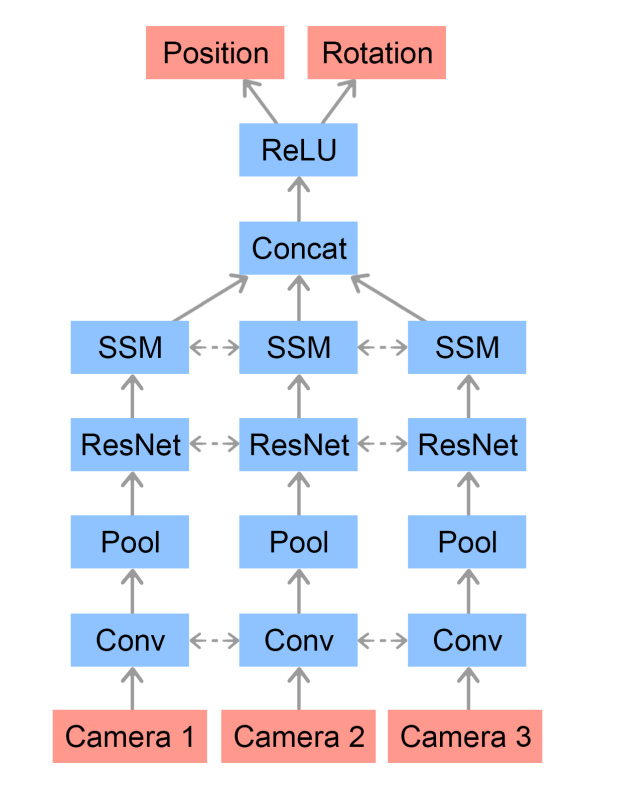 Position Rotation
ReLU
Concat
SSM SSM SSM
ResNet ResNet ResNet
Pool Pool Pool
Conv Conv Conv
Camera 1 Camera 2 Camera 3